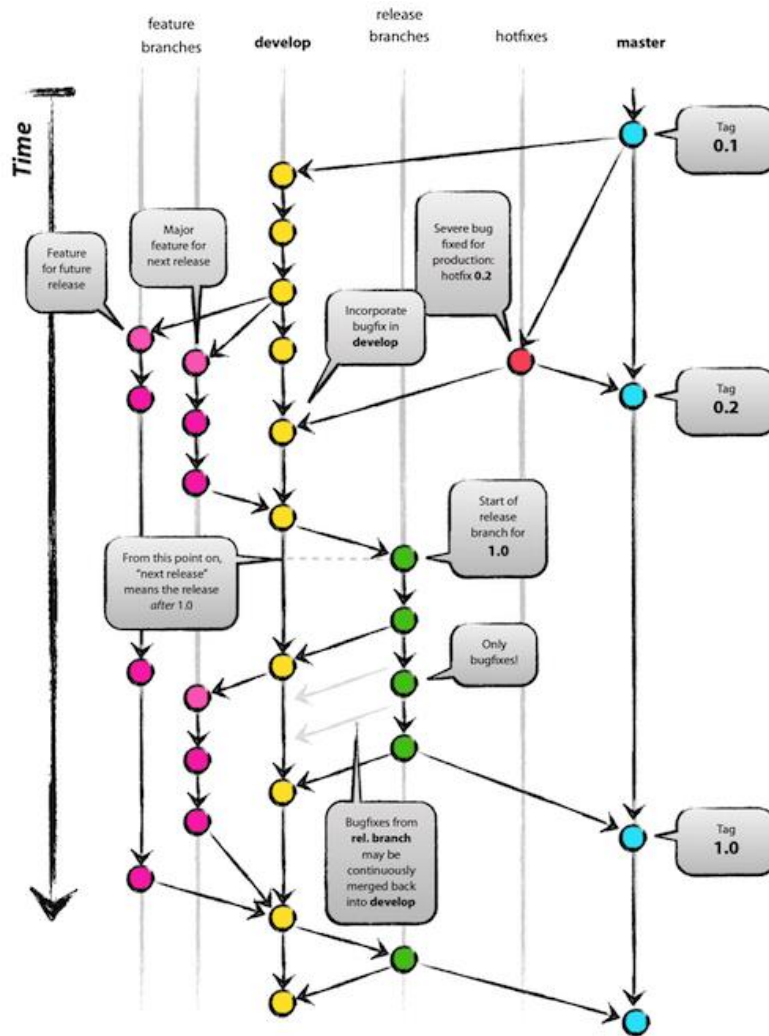 feature
branches
develop
release
branches
hotfixes
master
Time
Tag
0.1
Feature
for future
release
Major
feature for
next release
Severe bug
fixed for
production:
hotfix 0.2
Incorporate
bugfix in
develop
Tag
0.2
Start of
release
branch for
1.0
From this point on,
“next release”
means the release
after 1.0
Only
bugfixes!
Bugfixes from
rel. branch
may be
continuously
merged back
into develop
Tag
1.0